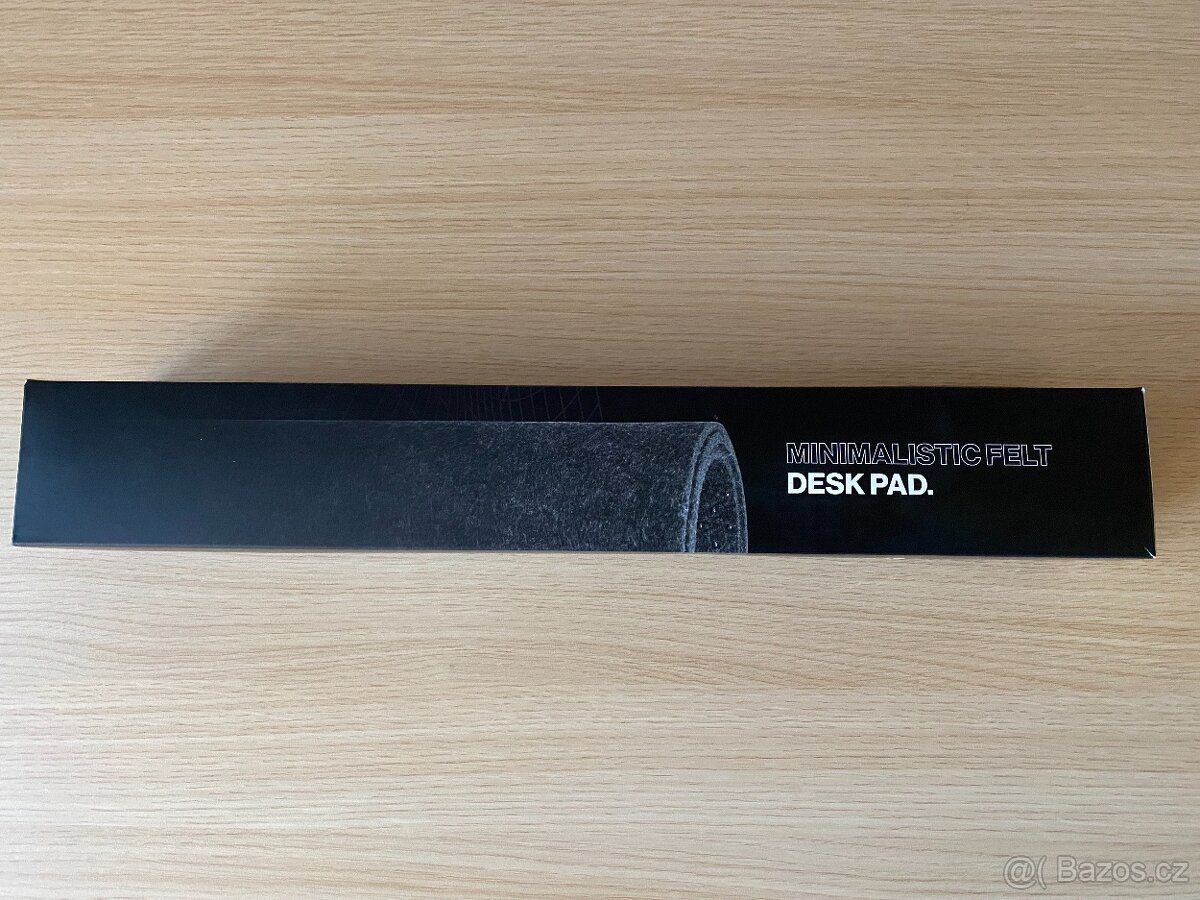 MINIMALISTIC FELT
DESK PAD.
@( Bazos.cz